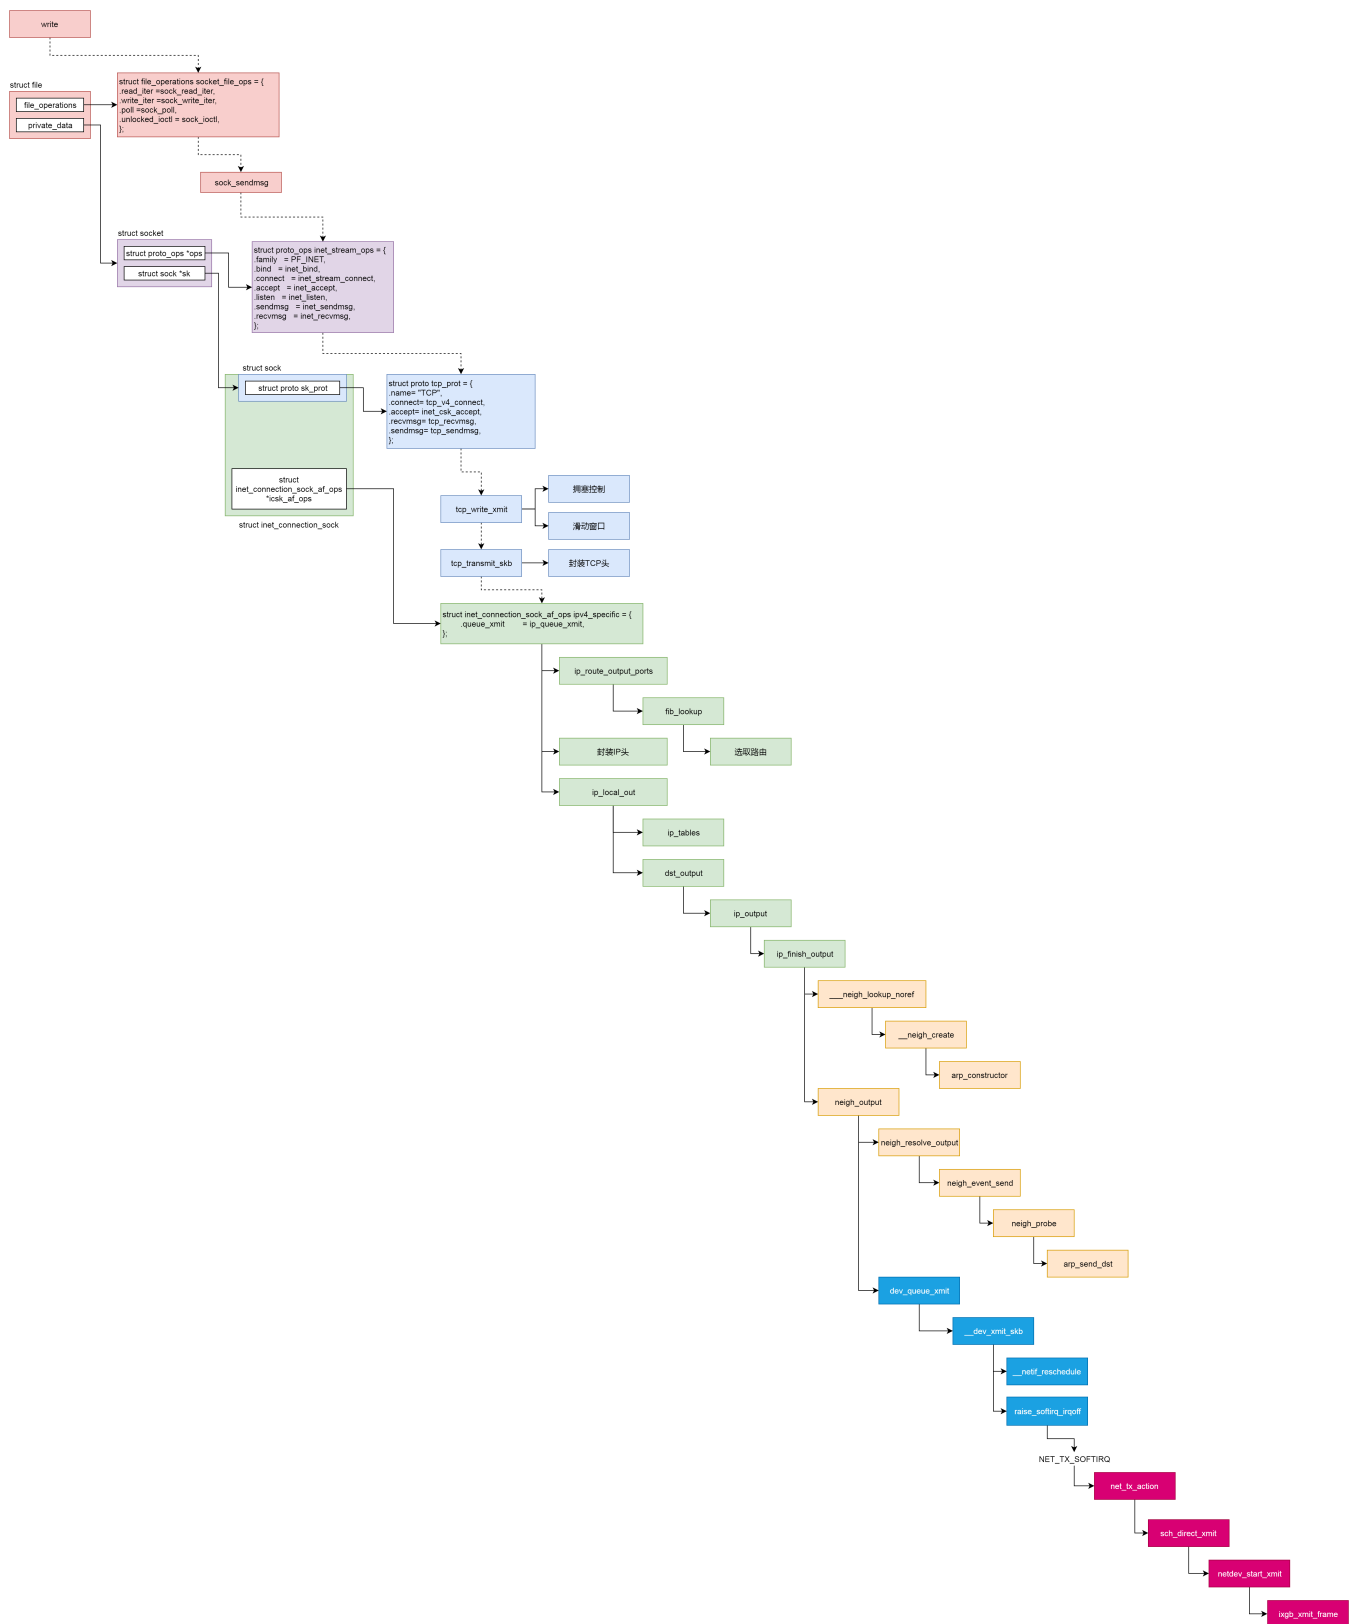 write
struct file
file_operations
private_data
struct file_operations socket_file_ops = {
.read_iter =sock_read_iter,
.write_iter =sock_write_iter,
.poll =sock_poll,
.unlocked_ioctl = sock_ioctl,
};
sock_sendmsg
struct socket
struct proto_ops *ops
struct sock *sk
struct proto_ops inet_stream_ops = {
.family = PF_INET,
.bind = inet_bind,
.connect = inet_stream_connect,
.accept = inet_accept,
.listen = inet_listen,
.sendmsg = inet_sendmsg,
.recvmsg = inet_recvmsg,
};
struct sock
struct proto sk_prot
struct
inet_connection_sock_af_ops
*icsk_af_ops
struct inet_connection_sock
struct proto tcp_prot = {
.name= "TCP",
.connect= tcp_v4_connect,
.accept= inet_csk_accept,
.recvmsg= tcp_recvmsg,
.sendmsg= tcp_sendmsg,
};
tcp_write_xmit
拥塞控制
滑动窗口
tcp_transmit_skb
封装TCP头
struct inet_connection_sock_af_ops ipv4_specific = {
.queue_xmit = ip_queue_xmit,
};
ip_route_output_ports
fib_lookup
封装IP头
选取路由
ip_local_out
ip_tables
dst_output
ip_output
ip_finish_output
___neigh_lookup_noref
__neigh_create
arp_constructor
neigh_output
neigh_resolve_output
neigh_event_send
neigh_probe
arp_send_dst
dev_queue_xmit
__dev_xmit_skb
__netif_reschedule
raise_softirq_irqoff
NET_TX_SOFTIRQ
net_tx_action
sch_direct_xmit
netdev_start_xmit
ixgb_xmit_frame